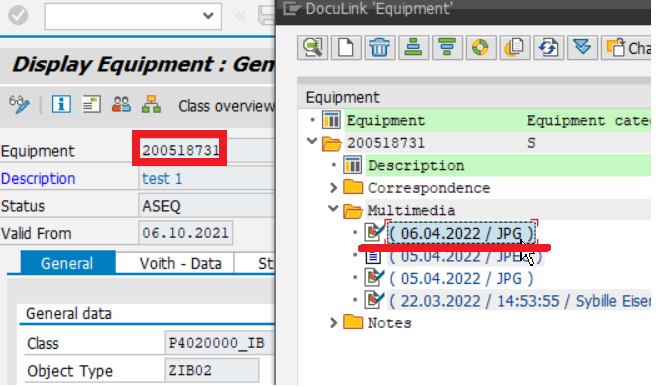 DocuLink 'Equipment'
Display Equipment : Gen
Class overview
Equipment 200518731
Description test 1
Status ASEQ
Valid From 06.10.2021
General Voith - Data St
General data
Class P4020000_IB
Object Type ZIB02
Cha
Equipment
Equipment Equipment cate
200518731 S
Description
Correspondence
Multimedia
( 06.04.2022 / JPG )
( 05.04.2022 / JPE )
( 05.04.2022 / JPG )
( 22.03.2022 / 14:53:55 / Sybille Eisen
Notes